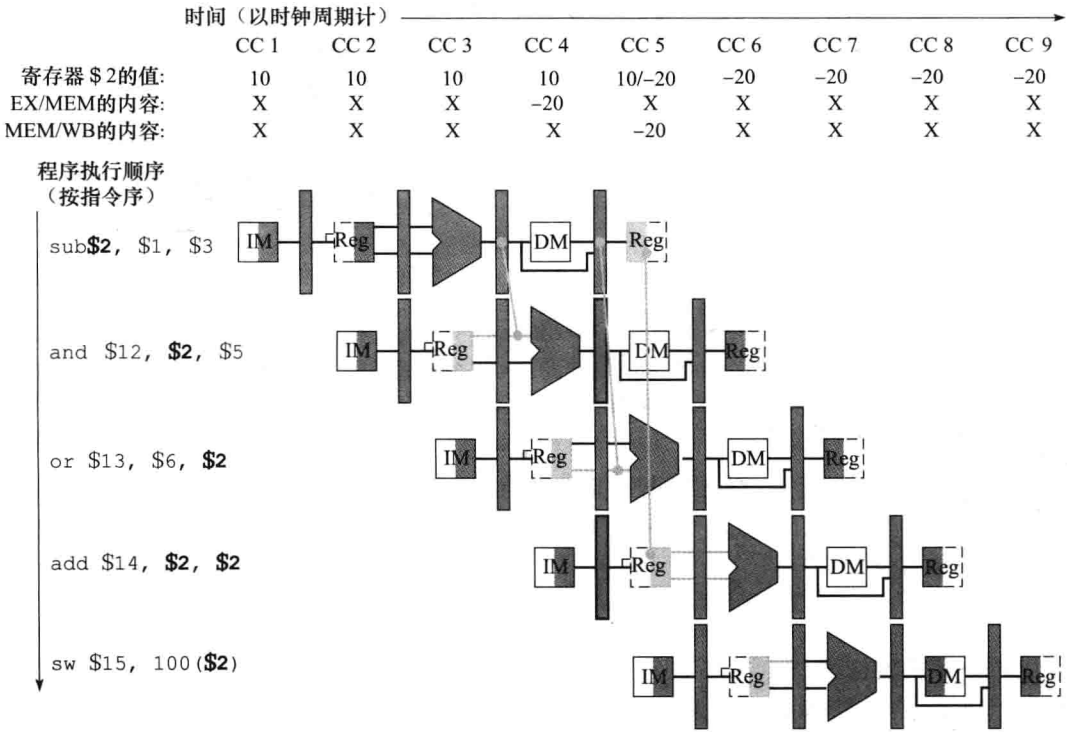 时间（以时钟周期计）
CC 1 CC 2 CC 3 CC 4 CC 5 CC 6 CC 7 CC 8 CC 9
寄存器＄2的值: 10 10 10 10 10/–20 –20 –20 –20 –20
EX/MEM的内容: X X X –20 X X X X X
MEM/WB的内容: X X X X –20 X X X X
程序执行顺序
（按指令序）
sub$2, $1, $3 IM Reg DM Reg
and $12, $2, $5 IM Reg DM Reg
or $13, $6, $2 IM Reg DM Reg
add $14, $2, $2 IM Reg DM Reg
sw $15, 100($2) IM Reg DM Reg